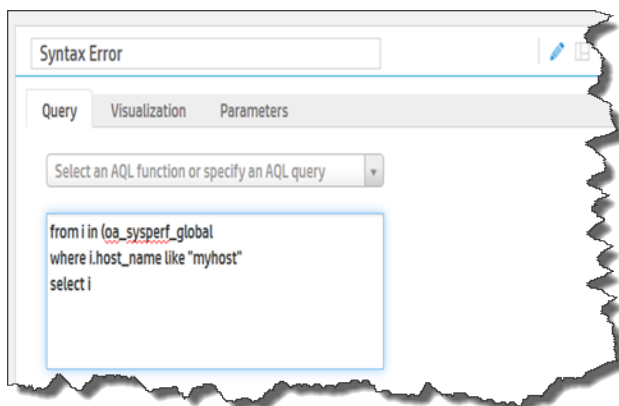 Syntax Error
Query Visualization Parameters
Select an AQL function or specify an AQL query
from i in (oa_sysperf_global
where i.host_name like "myhost"
select i